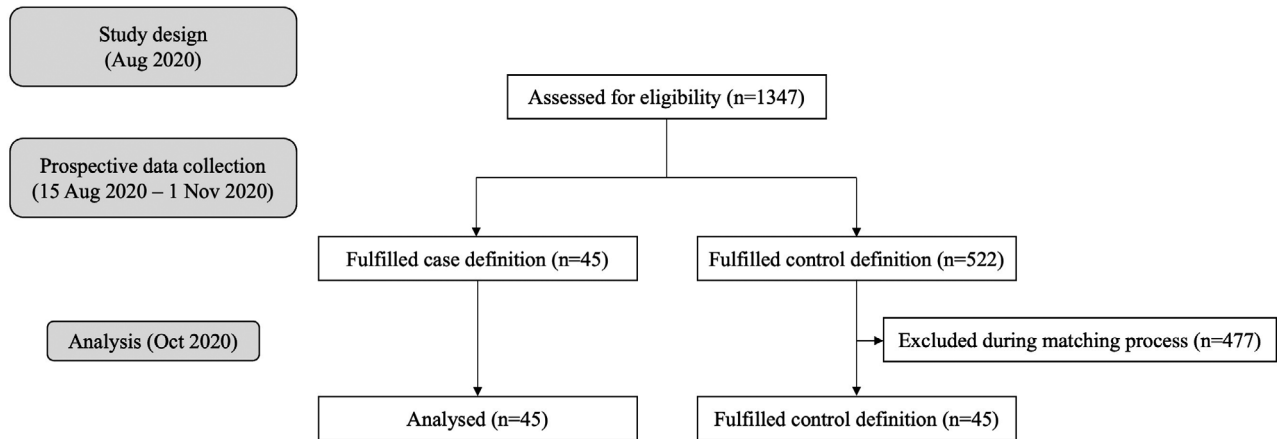 Study design
(Aug 2020)
Assessed for eligibility (n=1347)
Prospective data collection
(15 Aug 2020 – 1 Nov 2020)
Fulfilled case definition (n=45)
Fulfilled control definition (n=522)
Analysis (Oct 2020)
Excluded during matching process (n=477)
Analysed (n=45)
Fulfilled control definition (n=45)